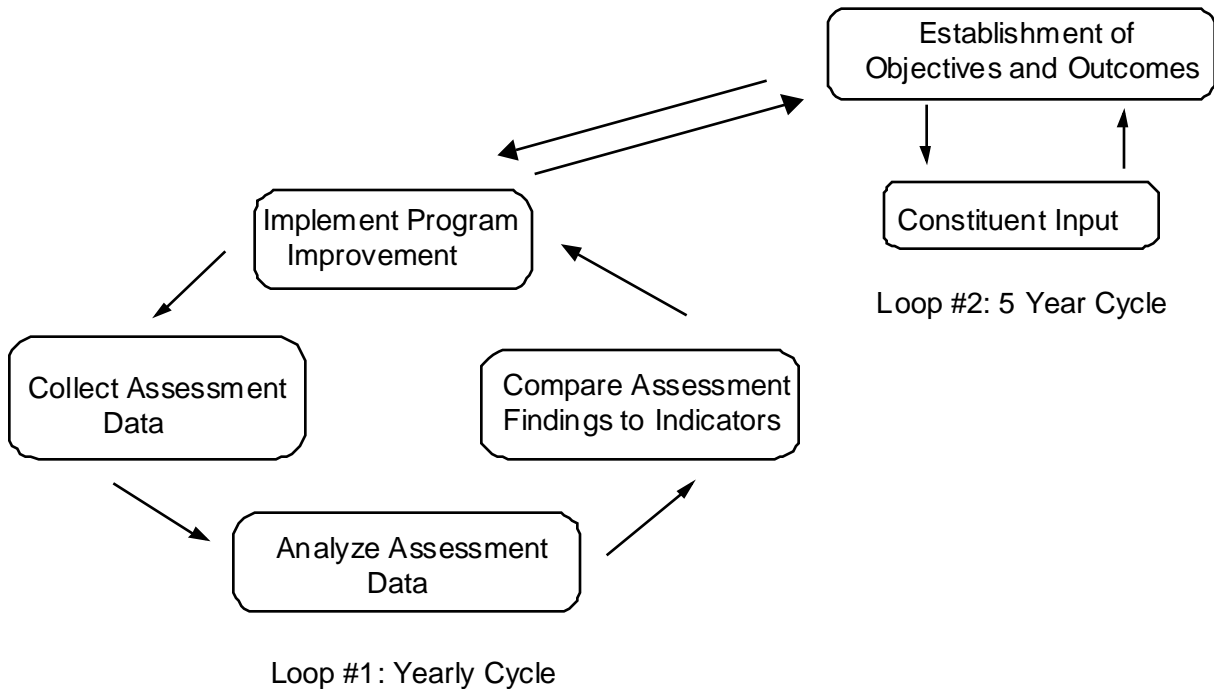 Establishment of
Objectives and Outcomes
Constituent Input
Loop #2: 5 Year Cycle
Implement Program
Improvement
Collect Assessment
Data
Compare Assessment
Findings to Indicators
Analyze Assessment
Data
Loop #1: Yearly Cycle